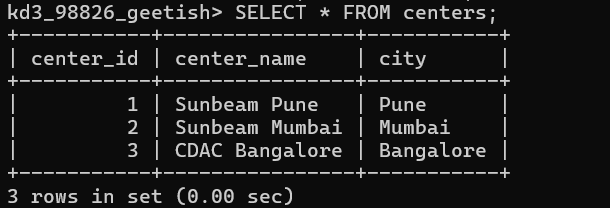 kd3_98826_geetish> SELECT * FROM centers;
+-----------+----------------+-----------+
| center_id | center_name    | city      |
+-----------+----------------+-----------+
|         1 | Sunbeam Pune   | Pune      |
|         2 | Sunbeam Mumbai | Mumbai    |
|         3 | CDAC Bangalore | Bangalore |
+-----------+----------------+-----------+
3 rows in set (0.00 sec)